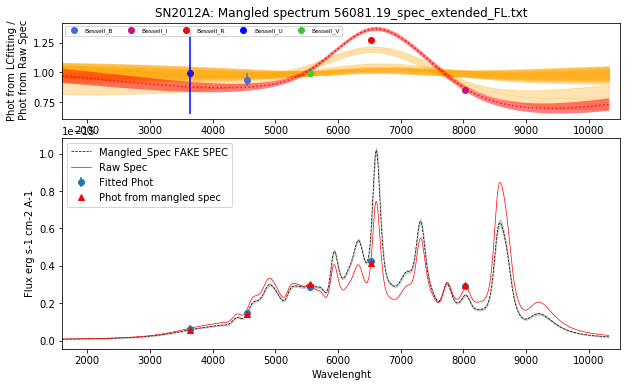 SN2012A: Mangled spectrum 56081.19_spec_extended_FL.txt
Phot from LCfitting /
Phot from Raw Spec
1.25
1.00
0.75
Bessell_B
Bessell_I
Bessell_R
Bessell_U
Bessell_V
2000 3000 4000 5000 6000 7000 8000 9000 10000
Flux erg s-1 cm-2 A-1
1.0
0.8
0.6
0.4
0.2
0.0
Mangled_Spec FAKE SPEC
Raw Spec
Fitted Phot
Phot from mangled spec
2000 3000 4000 5000 6000 7000 8000 9000 10000
Wavelenght